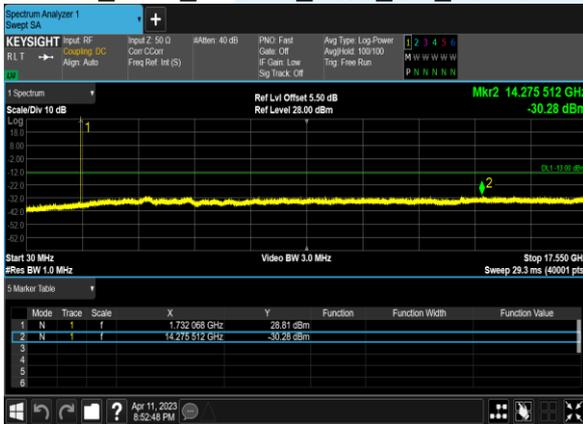 Spectrum Analyzer 1
Swept SA
+
KEYSIGHT Input: RF Input Z: 50 Ω #Atten: 40 dB PNO: Fast Avg Type: Log-Power 1 2 3 4 5 6
RLT Coupling: DC Corr CCorr Gate: Off Avg|Hold: 100/100 M W W W W W
Align: Auto Freq Ref: Int (S) IF Gain: Low Trig: Free Run
Sig Track: Off P N N N N N
1 Spectrum Mkr2 14.275 512 GHz
Scale/Div 10 dB Ref Lvl Offset 5.50 dB -30.28 dBm
Ref Level 28.00 dBm
Log
18.0
8.00
-2.00
-12.0
-22.0
-32.0
-42.0
-52.0
-62.0
1
DL1 -13.00 dBm
2
Start 30 MHz Video BW 3.0 MHz Stop 17.550 GHz
#Res BW 1.0 MHz Sweep 29.3 ms (40001 pts)
5 Marker Table
Mode Trace Scale X Y Function Function Width Function Value
1 N 1 f 1.732 068 GHz 28.81 dBm
2 N 1 f 14.275 512 GHz -30.28 dBm
3
4
5
6
? Apr 11, 2023
8:52:48 PM